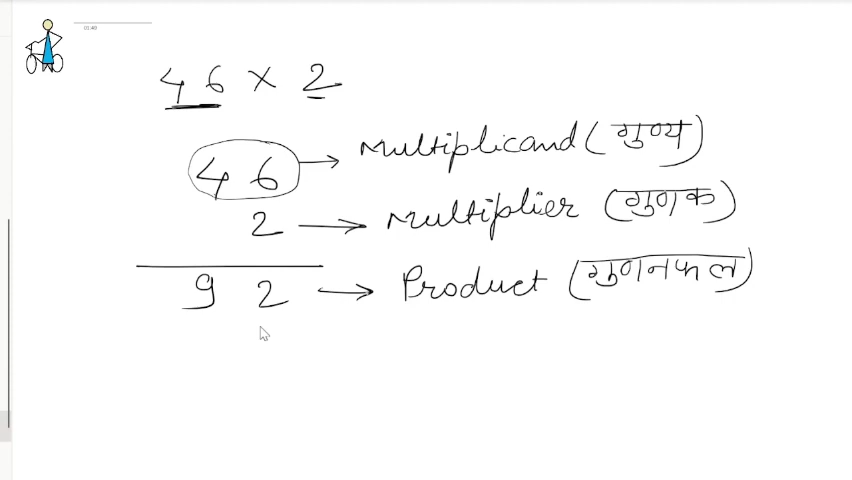 46 × 2
46 → Multiplicand (गुण्य)
2 → Multiplier (गुणक)
92 → Product (गुणनफल)